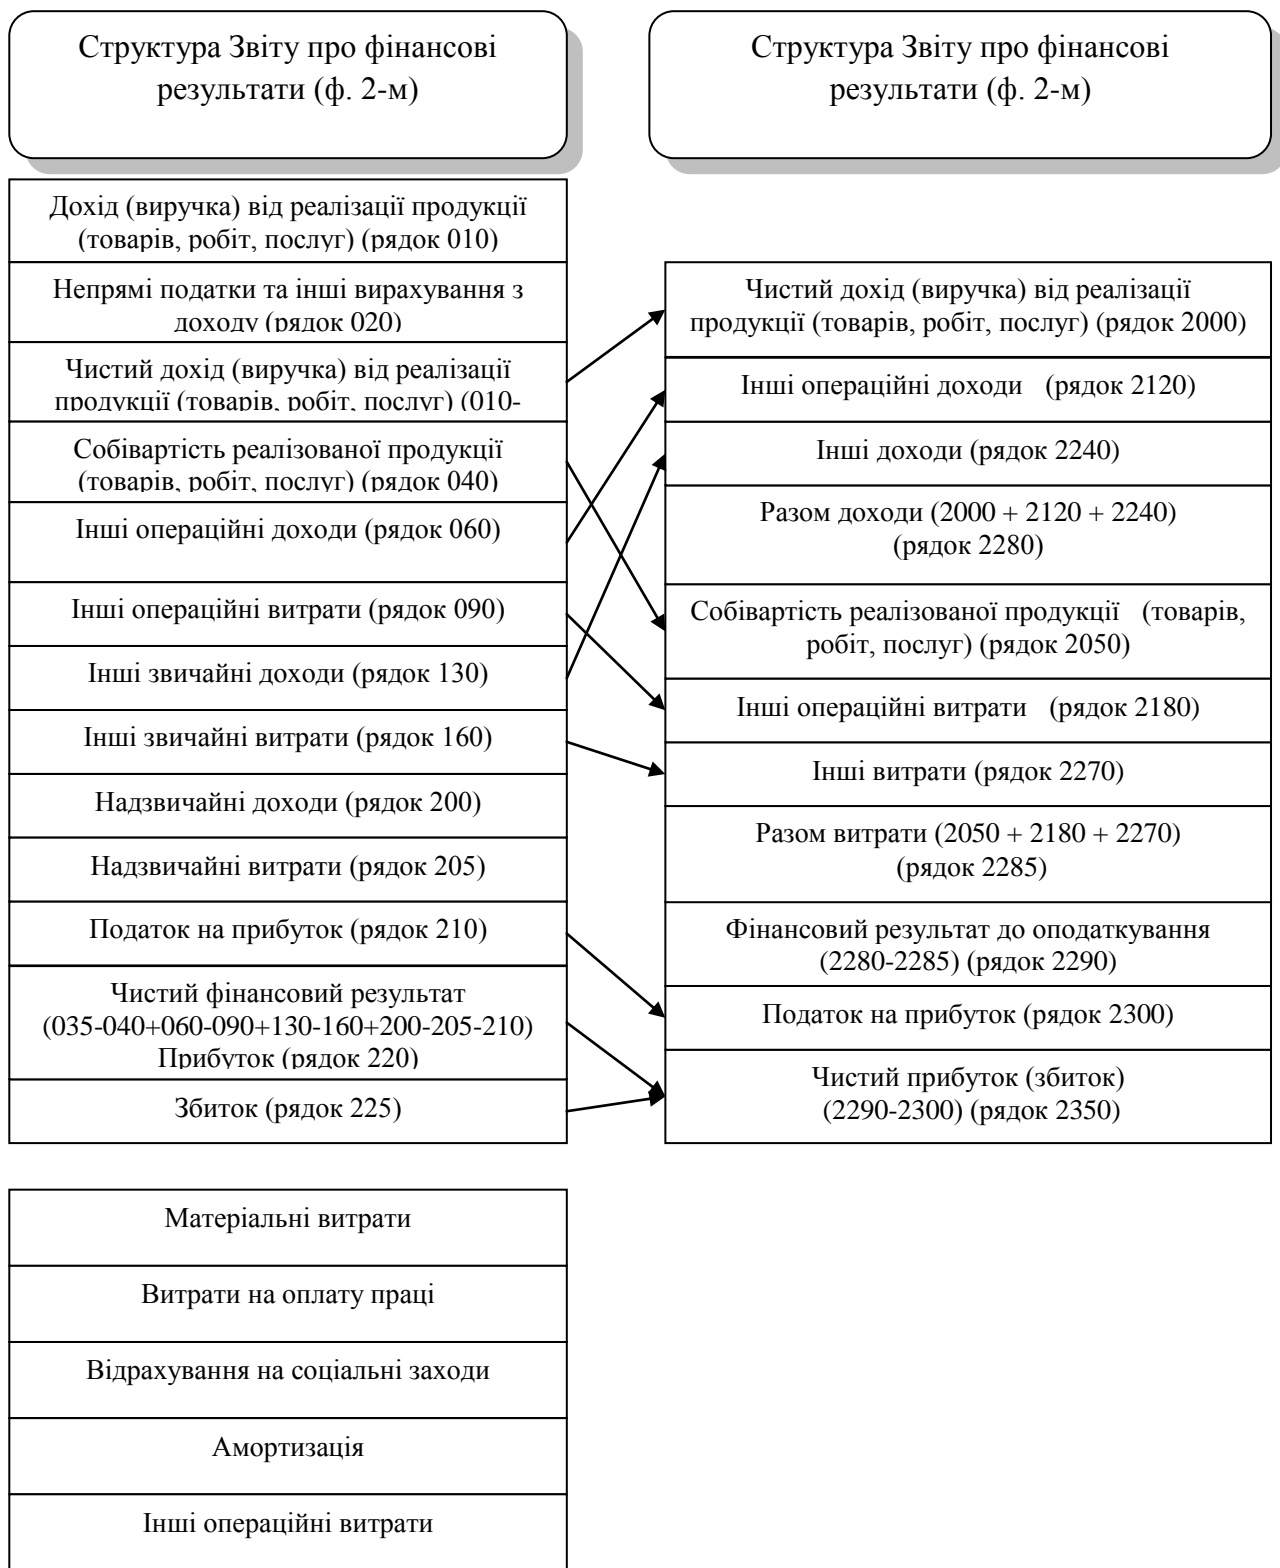 Структура Звіту про фінансові
результати (ф. 2-м)
Структура Звіту про фінансові
результати (ф. 2-м)
Дохід (виручка) від реалізації продукції
(товарів, робіт, послуг) (рядок 010)
Непрямі податки та інші вирахування з
доходу (рядок 020)
Чистий дохід (виручка) від реалізації
продукції (товарів, робіт, послуг) (010-
Собівартість реалізованої продукції
(товарів, робіт, послуг) (рядок 040)
Інші операційні доходи (рядок 060)
Інші операційні витрати (рядок 090)
Інші звичайні доходи (рядок 130)
Інші звичайні витрати (рядок 160)
Надзвичайні доходи (рядок 200)
Надзвичайні витрати (рядок 205)
Податок на прибуток (рядок 210)
Чистий фінансовий результат
(035-040+060-090+130-160+200-205-210)
Прибуток (рядок 220)
Збиток (рядок 225)
Чистий дохід (виручка) від реалізації
продукції (товарів, робіт, послуг) (рядок 2000)
Інші операційні доходи (рядок 2120)
Інші доходи (рядок 2240)
Разом доходи (2000 + 2120 + 2240)
(рядок 2280)
Собівартість реалізованої продукції (товарів,
робіт, послуг) (рядок 2050)
Інші операційні витрати (рядок 2180)
Інші витрати (рядок 2270)
Разом витрати (2050 + 2180 + 2270)
(рядок 2285)
Фінансовий результат до оподаткування
(2280-2285) (рядок 2290)
Податок на прибуток (рядок 2300)
Чистий прибуток (збиток)
(2290-2300) (рядок 2350)
Матеріальні витрати
Витрати на оплату праці
Відрахування на соціальні заходи
Амортизація
Інші операційні витрати